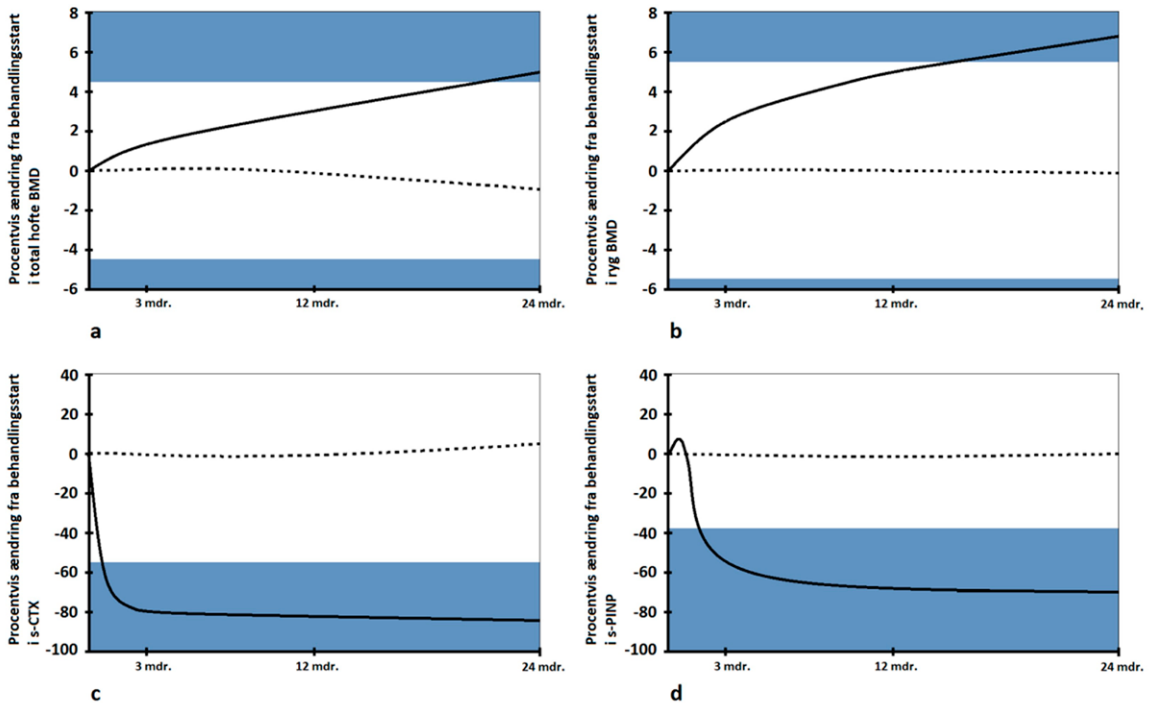 Procentvis ændring fra behandlingsstart
i total hofte BMD
8
6
4
2
0
-2
-4
-6
3 mdr.
12 mdr.
24 mdr.
a
Procentvis ændring fra behandlingsstart
i ryg BMD
8
6
4
2
0
-2
-4
-6
3 mdr.
12 mdr.
24 mdr.
b
Procentvis ændring fra behandlingsstart
i s-CTX
40
20
0
-20
-40
-60
-80
-100
3 mdr.
12 mdr.
24 mdr.
c
Procentvis ændring fra behandlingsstart
i s-PINP
40
20
0
-20
-40
-60
-80
-100
3 mdr.
12 mdr.
24 mdr.
d